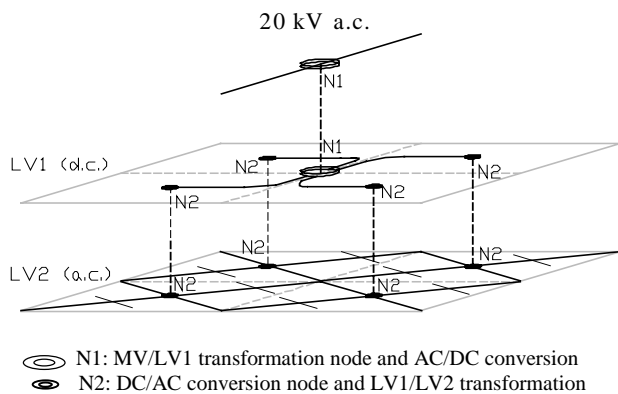 20 kV a.c.
N1
N1
LV1 (d.c.)
N2
N2
N2
N2
N2
N2
LV2 (a.c.)
N2
N2
N1: MV/LV1 transformation node and AC/DC conversion
N2: DC/AC conversion node and LV1/LV2 transformation